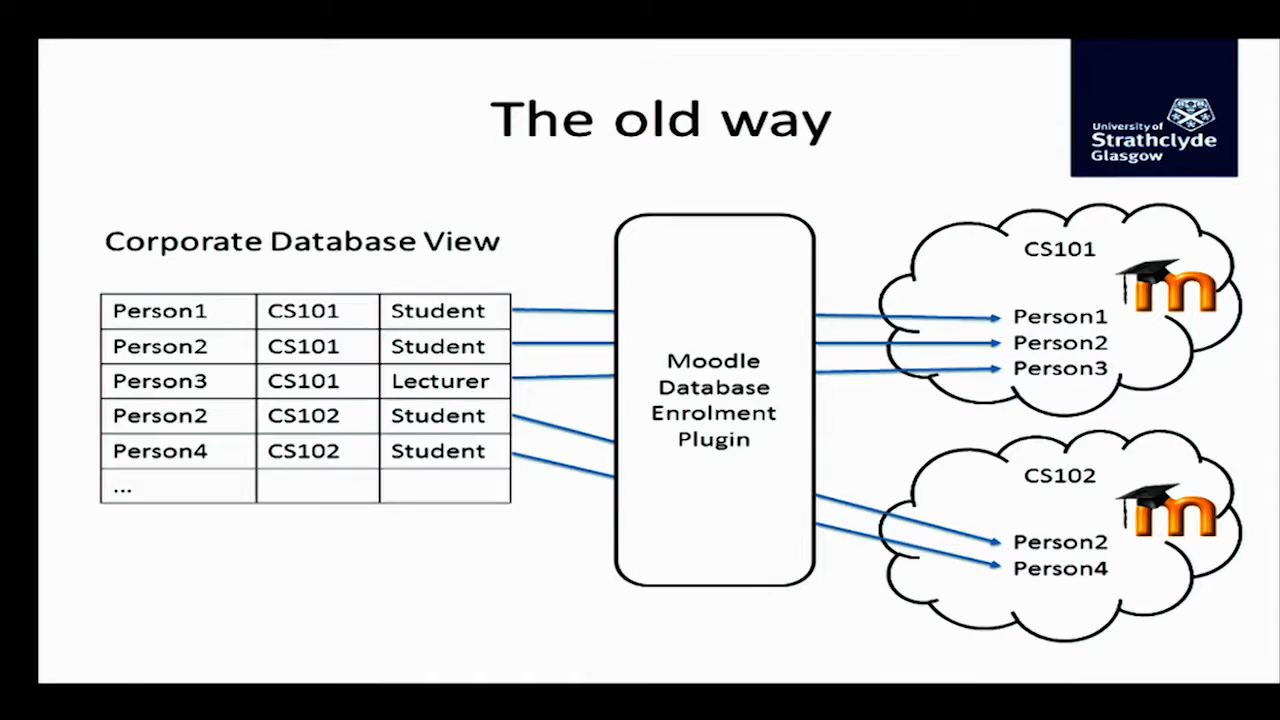 The old way
University of
Strathclyde
Glasgow
Corporate Database View
Person1 CS101 Student
Person2 CS101 Student
Person3 CS101 Lecturer
Person2 CS102 Student
Person4 CS102 Student
...
Moodle
Database
Enrolment
Plugin
CS101
m
Person1
Person2
Person3
CS102
m
Person2
Person4